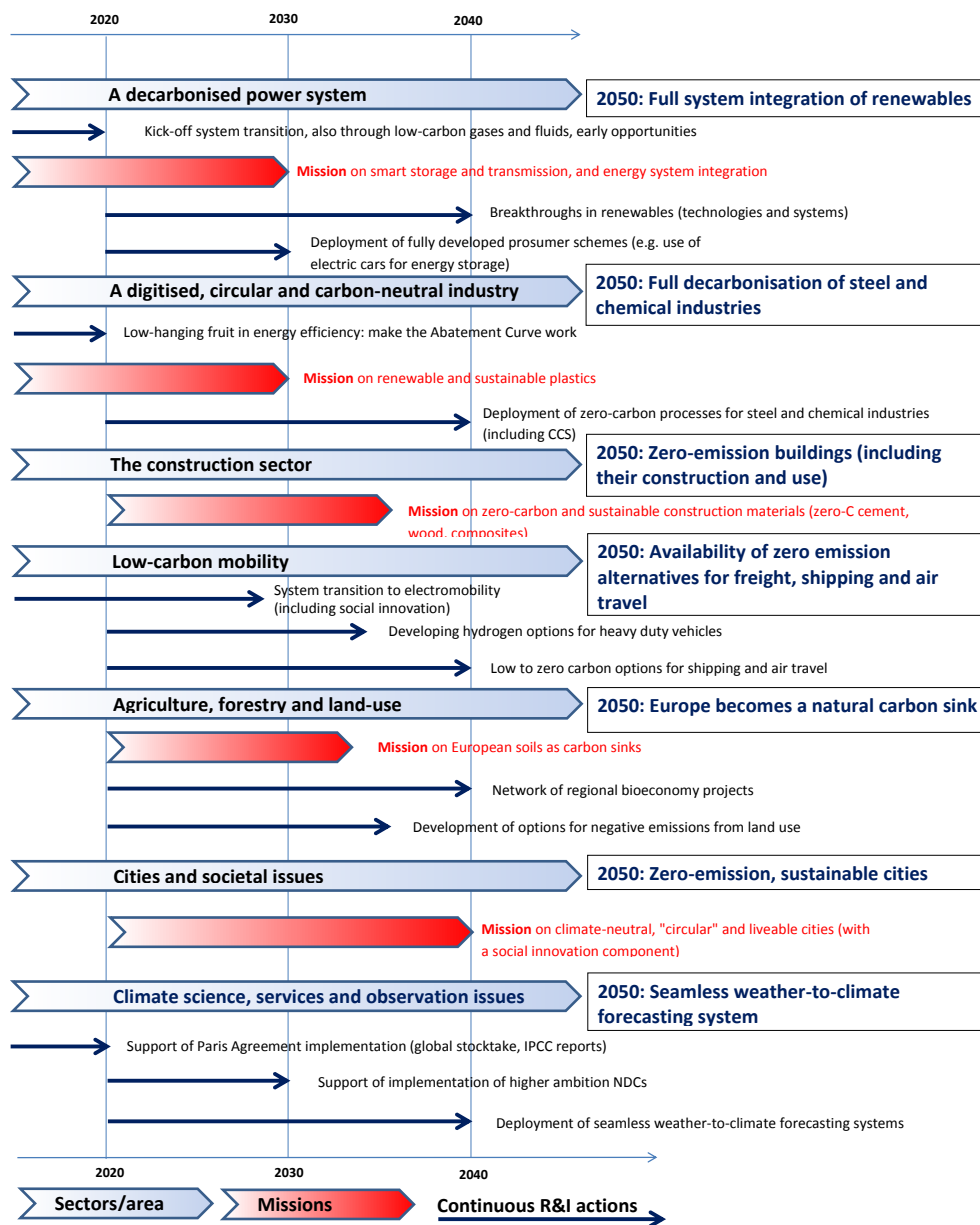 2020 2030 2040
A decarbonised power system
2050: Full system integration of renewables
Kick-off system transition, also through low-carbon gases and fluids, early opportunities
Mission on smart storage and transmission, and energy system integration
Breakthroughs in renewables (technologies and systems)
Deployment of fully developed prosumer schemes (e.g. use of
electric cars for energy storage)
A digitised, circular and carbon-neutral industry
2050: Full decarbonisation of steel and
chemical industries
Low-hanging fruit in energy efficiency: make the Abatement Curve work
Mission on renewable and sustainable plastics
Deployment of zero-carbon processes for steel and chemical industries
(including CCS)
The construction sector
2050: Zero-emission buildings (including
their construction and use)
Mission on zero-carbon and sustainable construction materials (zero-C cement,
wood, composites)
Low-carbon mobility
2050: Availability of zero emission
alternatives for freight, shipping and air
travel
System transition to electromobility
(including social innovation)
Developing hydrogen options for heavy duty vehicles
Low to zero carbon options for shipping and air travel
Agriculture, forestry and land-use
2050: Europe becomes a natural carbon sink
Mission on European soils as carbon sinks
Network of regional bioeconomy projects
Development of options for negative emissions from land use
Cities and societal issues
2050: Zero-emission, sustainable cities
Mission on climate-neutral, "circular" and liveable cities (with
a social innovation component)
Climate science, services and observation issues
2050: Seamless weather-to-climate
forecasting system
Support of Paris Agreement implementation (global stocktake, IPCC reports)
Support of implementation of higher ambition NDCs
Deployment of seamless weather-to-climate forecasting systems
2020 2030 2040
Sectors/area Missions Continuous R&I actions